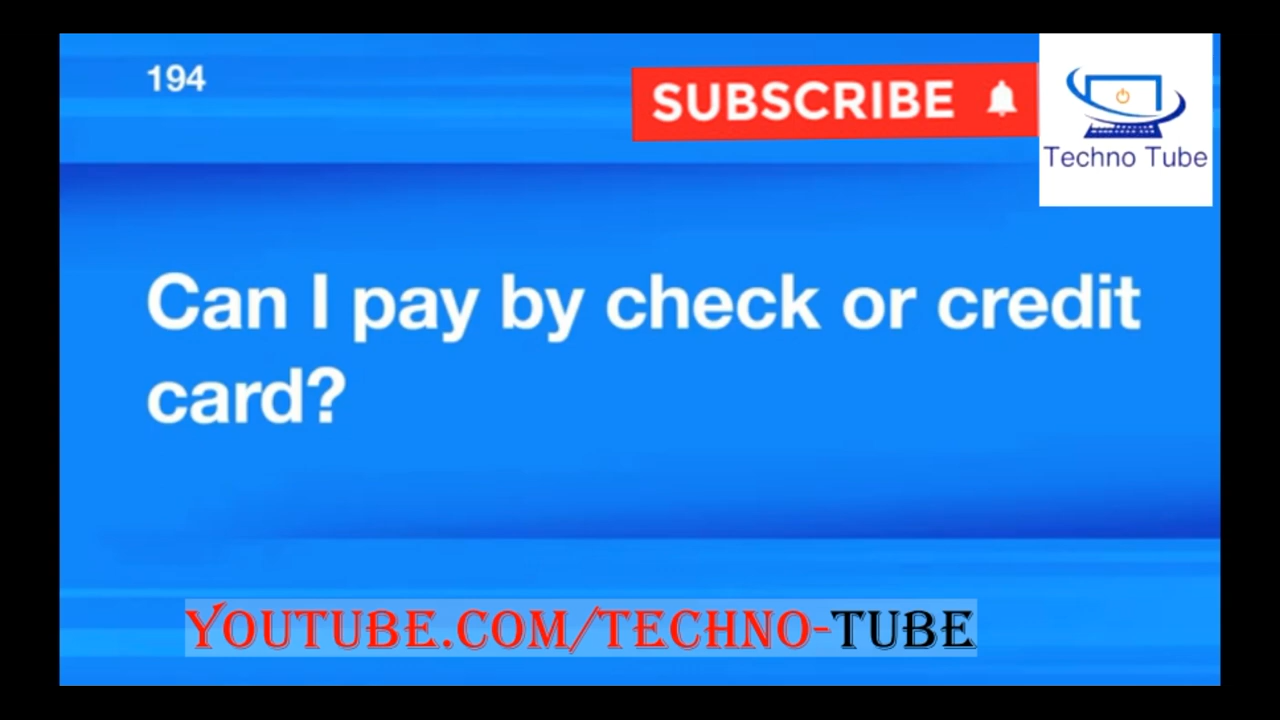 194
SUBSCRIBE
Techno Tube
Can I pay by check or credit
card?
YOUTUBE.COM/TECHNO-TUBE